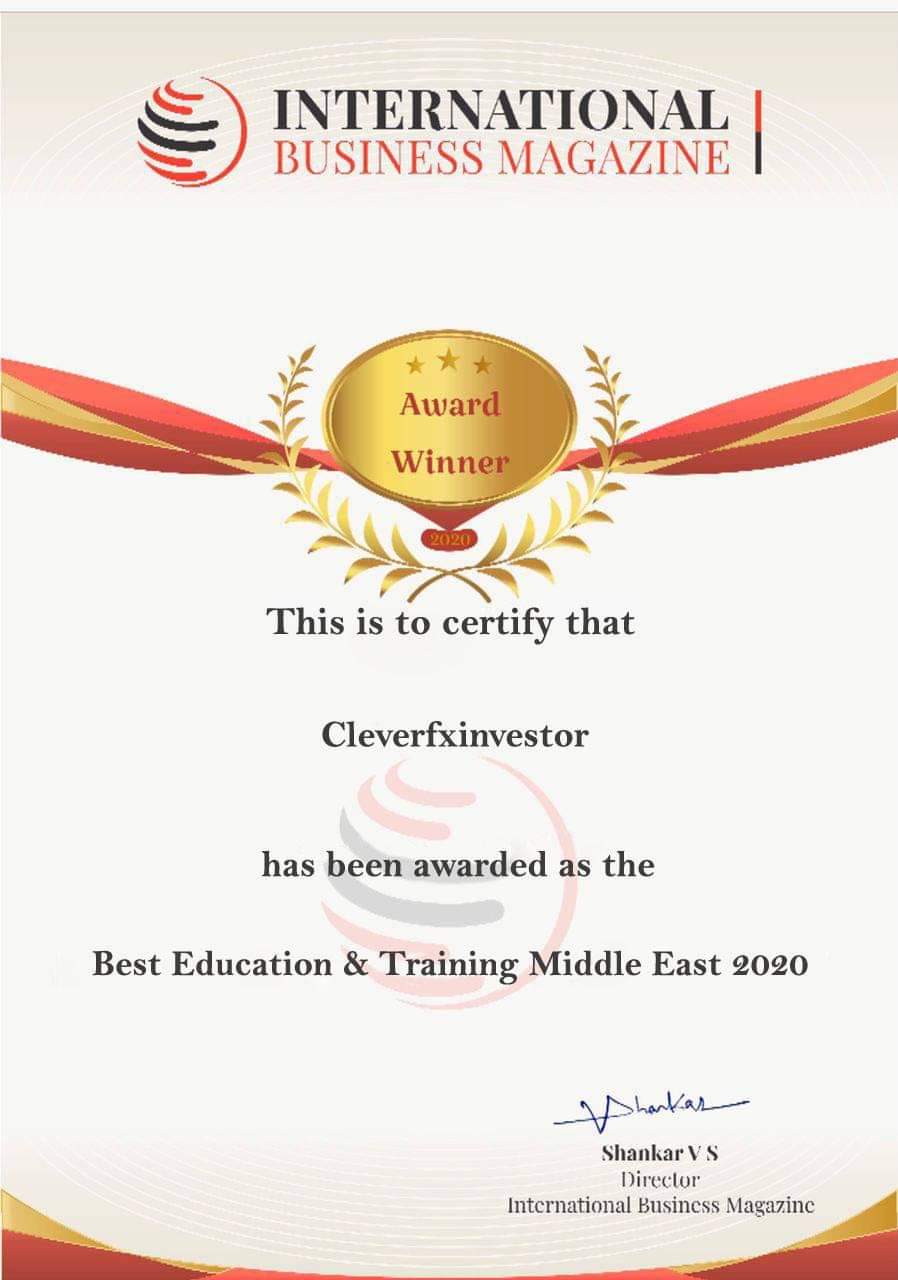 INTERNATIONAL
BUSINESS MAGAZINE
Award
Winner
2020
This is to certify that
Cleverfxinvestor
has been awarded as the
Best Education & Training Middle East 2020
VShankar
Shankar V S
Director
International Business Magazine